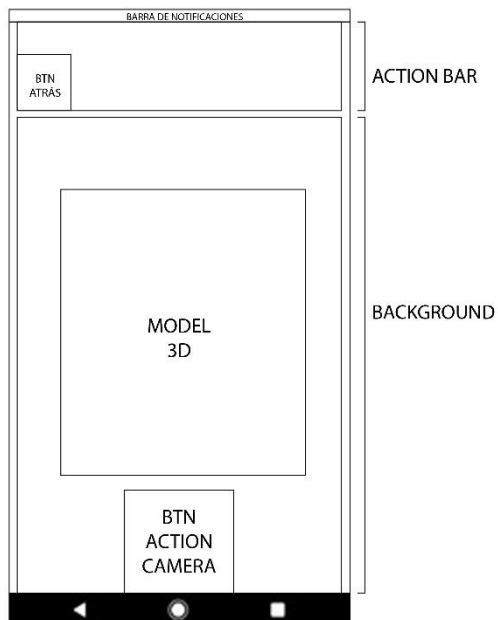 BARRA DE NOTIFICACIONES
BTN
ATRÁS
ACTION BAR
MODEL
3D
BACKGROUND
BTN
ACTION
CAMERA